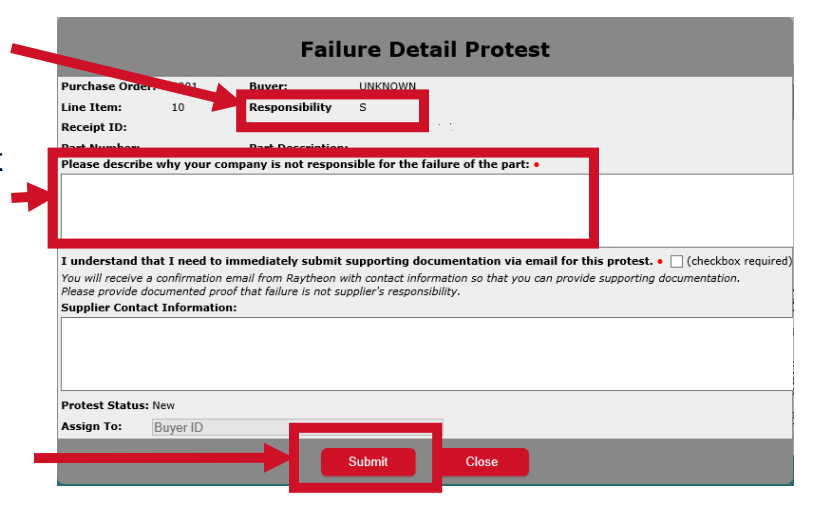 Failure Detail Protest
Buyer: UNKNOWN
Line Item: 10 Responsibility S
Receipt ID:
Part Number: Part Description:
Please describe why your company is not responsible for the failure of the part: •
I understand that I need to immediately submit supporting documentation via email for this protest. • (checkbox required)
You will receive a confirmation email from Raytheon with contact information so that you can provide supporting documentation.
Please provide documented proof that failure is not supplier's responsibility.
Supplier Contact Information:
Protest Status: New
Assign To: Buyer ID
Submit Close